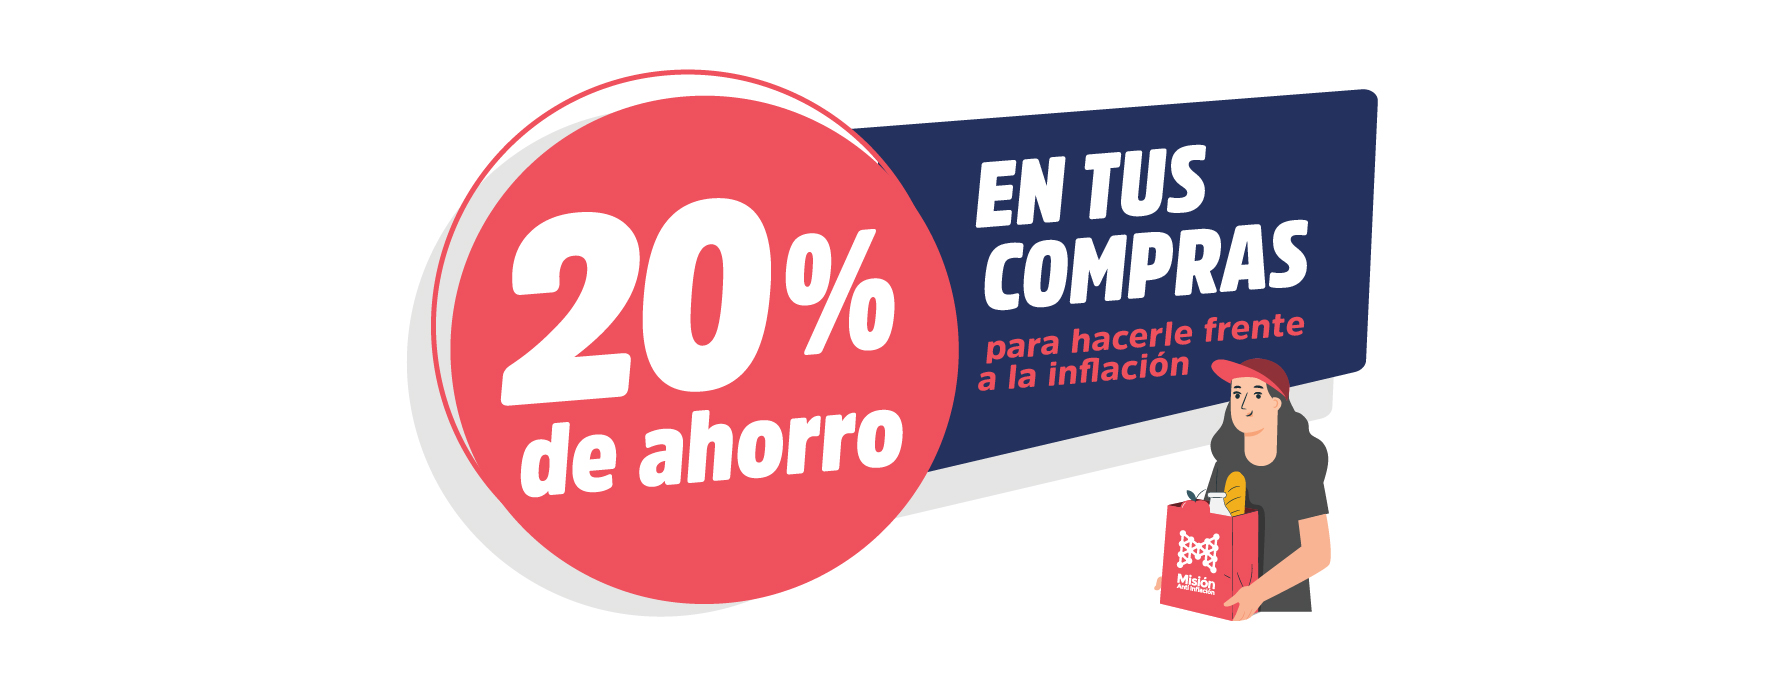 20%
de ahorro
EN TUS
COMPRAS
para hacerle frente
a la inflación
Misión
Anti Inflación